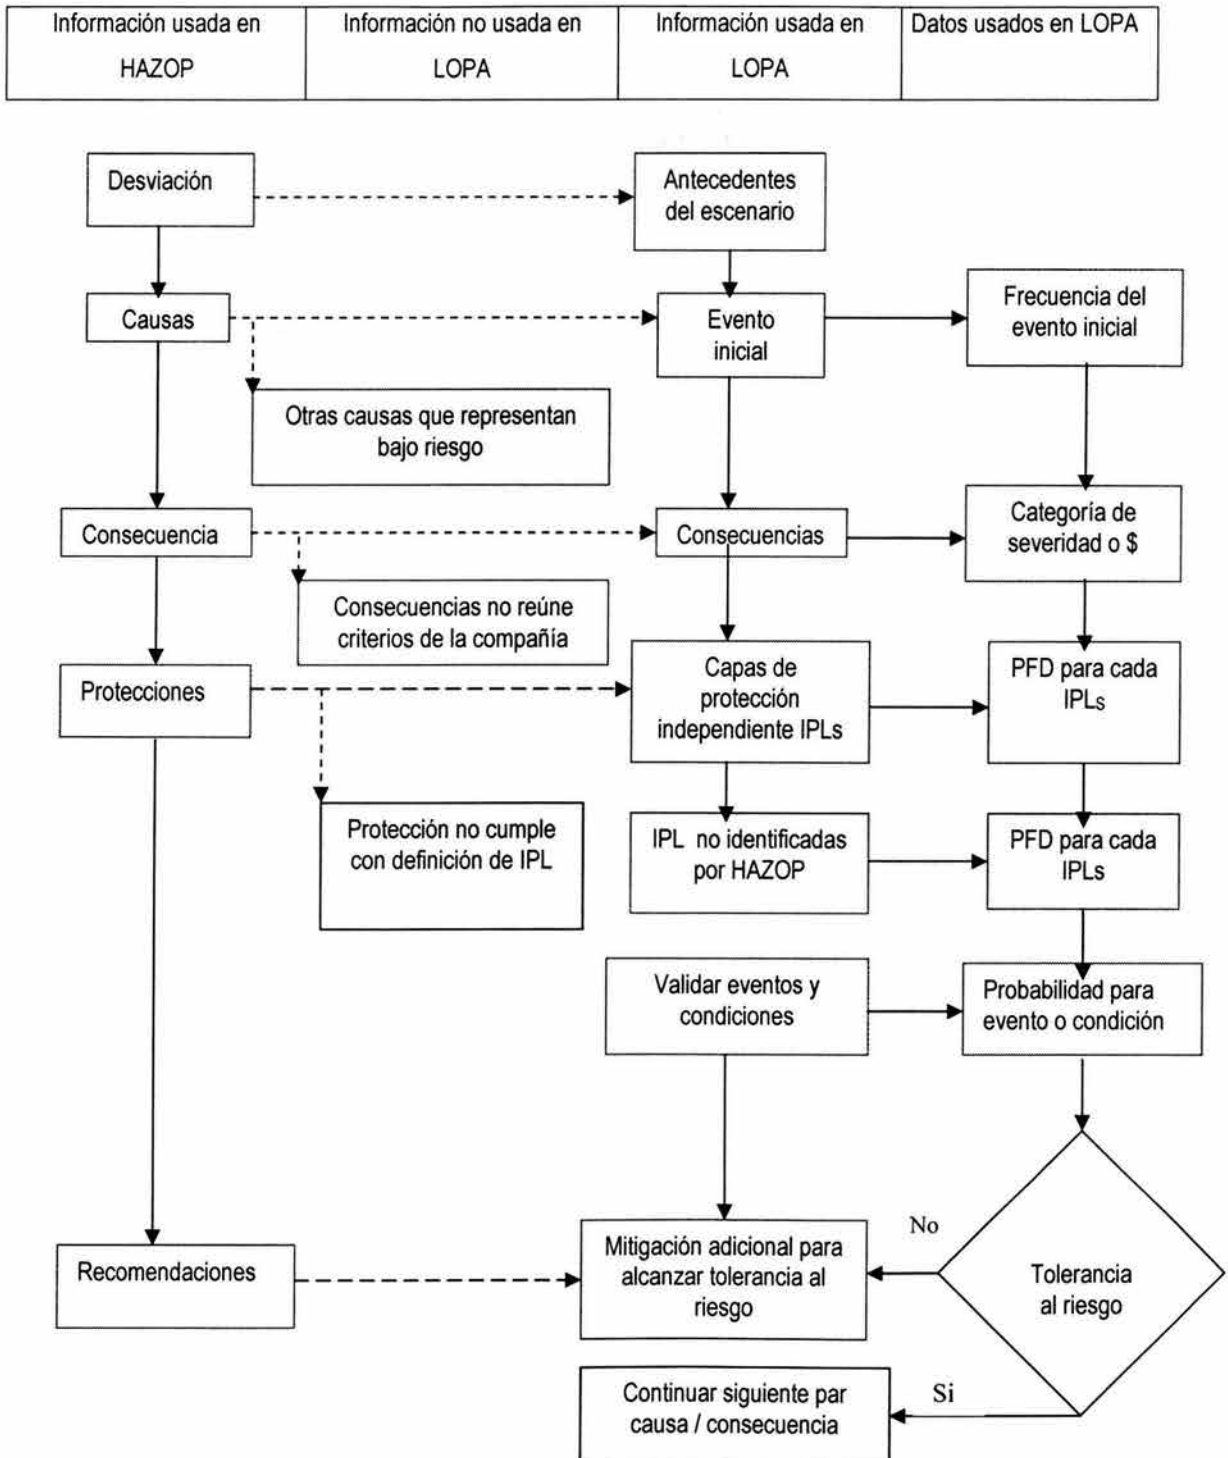 Información usada en
HAZOP
Información no usada en
LOPA
Información usada en
LOPA
Datos usados en LOPA
Desviación
Antecedentes
del escenario
Causas
Evento
inicial
Frecuencia del
evento inicial
Otras causas que representan
bajo riesgo
Consecuencia
Consecuencias
Categoría de
severidad o $
Consecuencias no reúne
criterios de la compañía
Protecciones
Capas de
protección
independiente IPLs
PFD para cada
IPLs
Protección no cumple
con definición de IPL
IPL no identificadas
por HAZOP
PFD para cada
IPLs
Validar eventos y
condiciones
Probabilidad para
evento o condición
Recomendaciones
Mitigación adicional para
alcanzar tolerancia al
riesgo
No
Tolerancia
al riesgo
Continuar siguiente par
causa / consecuencia
Si